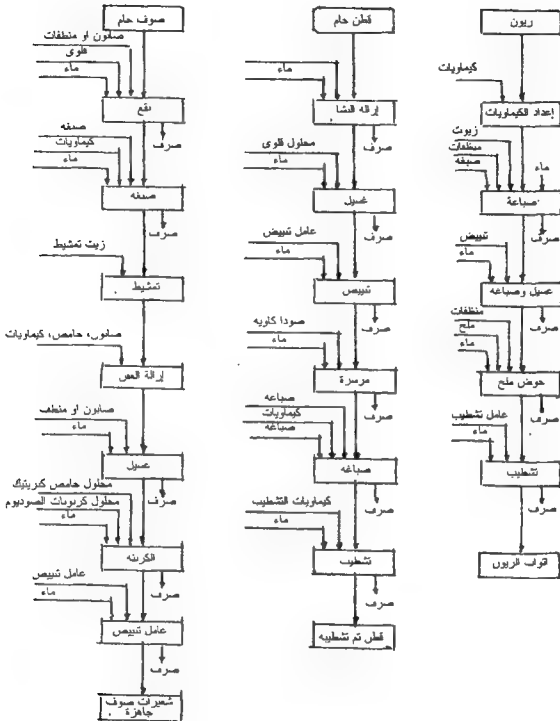 ريون
كيماويات
إعداد الكيماويات
زيوت
منظفات
صبغه
ماء
صباغة
صرف
تبييض
ماء
غسيل وصباغه
صرف
منظفات
ملح
ماء
حوض ملح
صرف
عامل تشطيب
ماء
تشطيب
صرف
اثواب الريون
قطن خام
ماء
إزاله النشا
صرف
محلول قلوى
غسيل
صرف
عامل تبييض
ماء
تبييض
صرف
صودا كاويه
ماء
مرسرة
صرف
صباغه
كيماويات
صباغه
صباغه
صرف
كيماويات التشطيب
ماء
تشطيب
صرف
قطن تم تشطيبه
صوف خام
صابون او منظفات
قلوى
ماء
نقع
صرف
صبغه
كيماويات
ماء
صبغه
صرف
زيت تمشيط
تمشيط
صابون، حامض، كيماويات
إزالة
صابون او منظف
ماء
غسيل
صرف
محلول حامض كبريتيك
محلول كربونات الصوديوم
ماء
الكربنه
صرف
عامل تبييض
ماء
عامل تبييض
صرف
شعيرات صوف
جاهزة